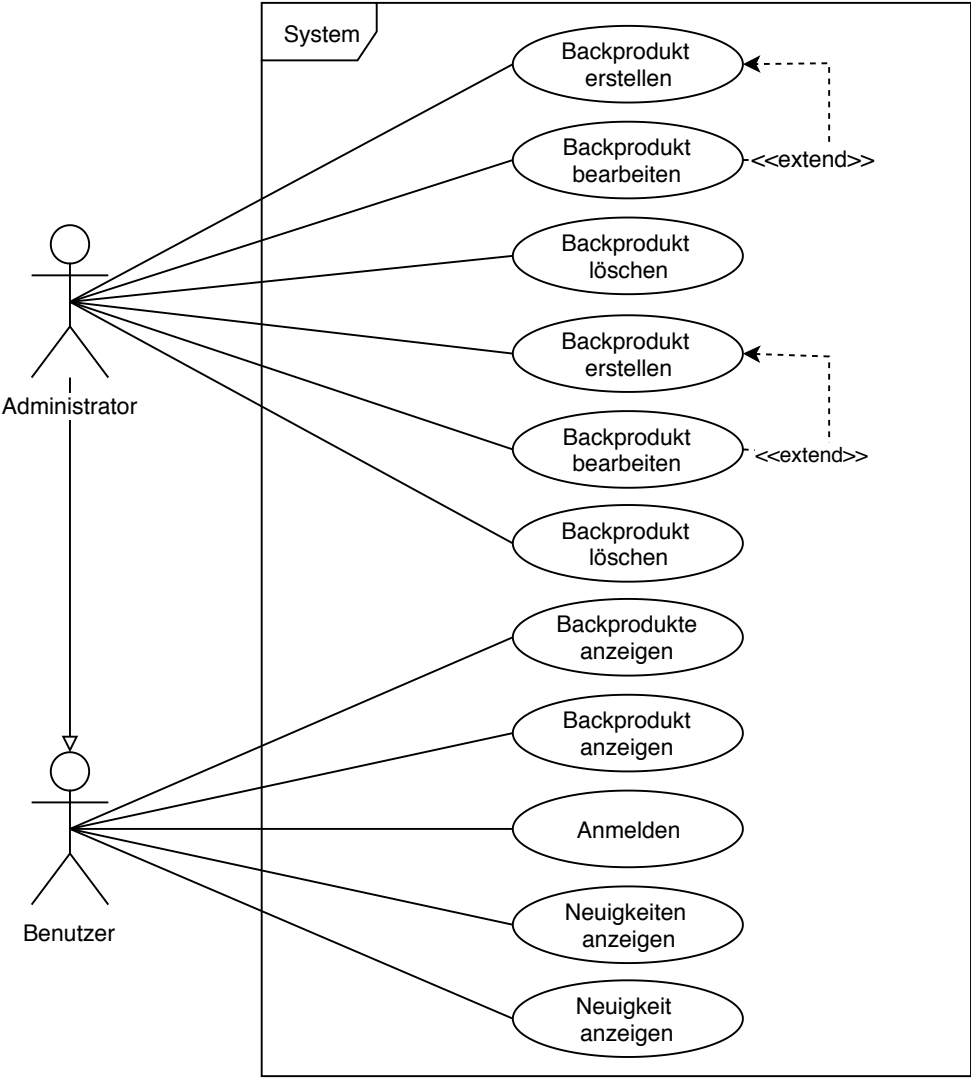 System
Backprodukt
erstellen
Backprodukt
bearbeiten
<<extend>>
Backprodukt
löschen
Administrator
Backprodukt
erstellen
Backprodukt
bearbeiten
<<extend>>
Backprodukt
löschen
Backprodukte
anzeigen
Backprodukt
anzeigen
Anmelden
Benutzer
Neuigkeiten
anzeigen
Neuigkeit
anzeigen